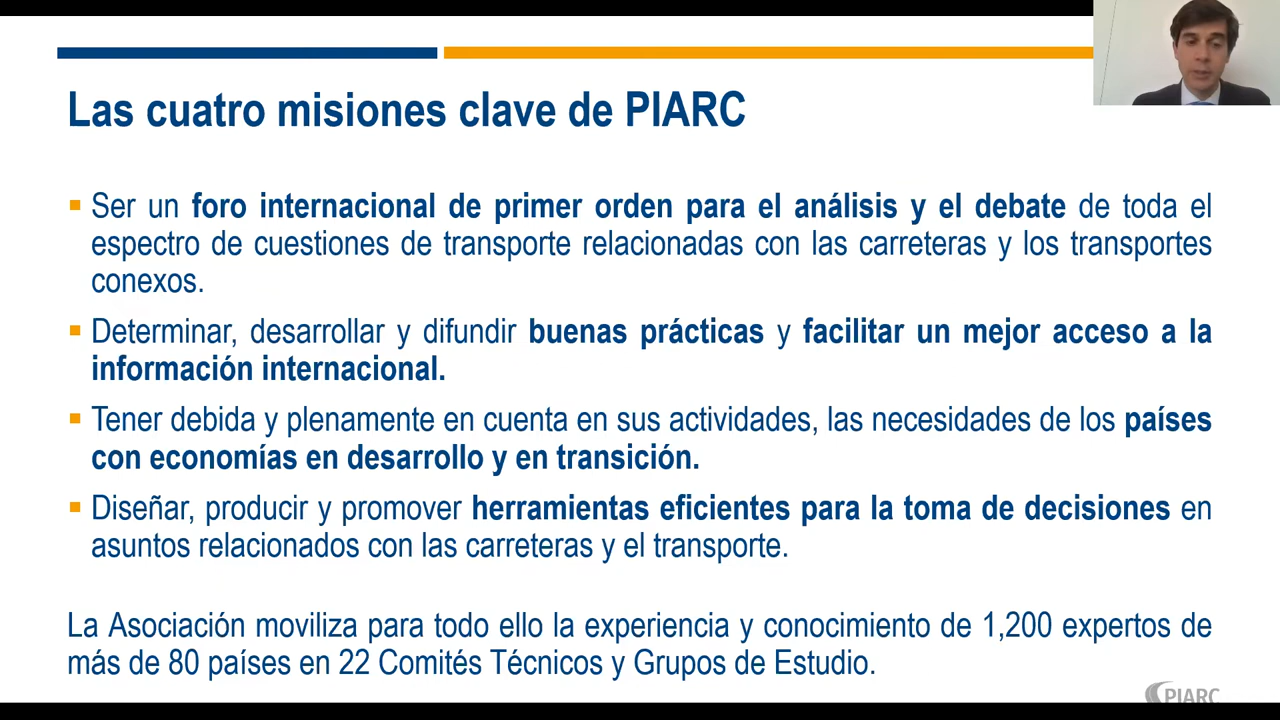 Las cuatro misiones clave de PIARC
Ser un foro internacional de primer orden para el análisis y el debate de toda el
espectro de cuestiones de transporte relacionadas con las carreteras y los transportes
conexos.
Determinar, desarrollar y difundir buenas prácticas y facilitar un mejor acceso a la
información internacional.
Tener debida y plenamente en cuenta en sus actividades, las necesidades de los países
con economías en desarrollo y en transición.
Diseñar, producir y promover herramientas eficientes para la toma de decisiones en
asuntos relacionados con las carreteras y el transporte.
La Asociación moviliza para todo ello la experiencia y conocimiento de 1,200 expertos de
más de 80 países en 22 Comités Técnicos y Grupos de Estudio.
PIARC